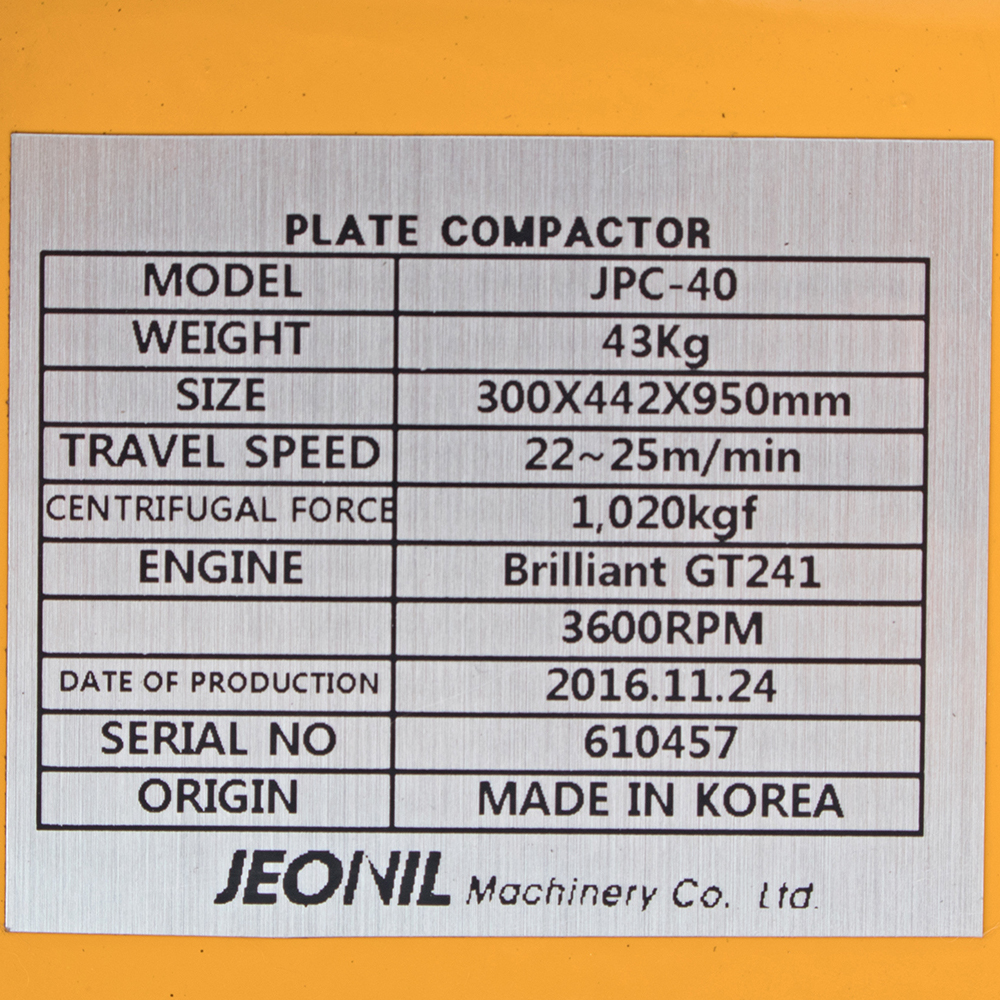 PLATE COMPACTOR
MODEL JPC-40
WEIGHT 43Kg
SIZE 300X442X950mm
TRAVEL SPEED 22~25m/min
CENTRIFUGAL FORCE 1,020kgf
ENGINE Brilliant GT241
3600RPM
DATE OF PRODUCTION 2016.11.24
SERIAL NO 610457
ORIGIN MADE IN KOREA
JEONIL Machinery Co. Ltd.